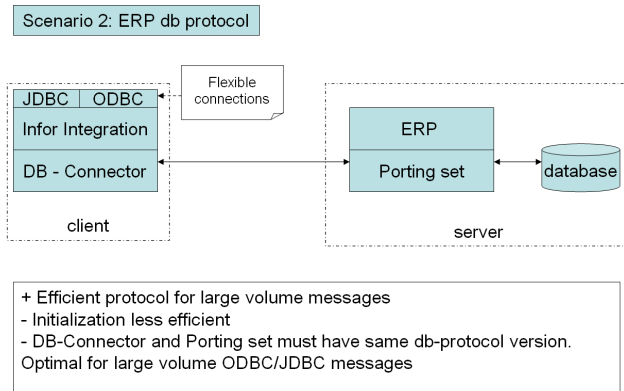 Scenario 2: ERP db protocol
Flexible
connections
JDBC
ODBC
Infor Integration
DB - Connector
client
ERP
Porting set
database
server
+ Efficient protocol for large volume messages
- Initialization less efficient
- DB-Connector and Porting set must have same db-protocol version.
Optimal for large volume ODBC/JDBC messages